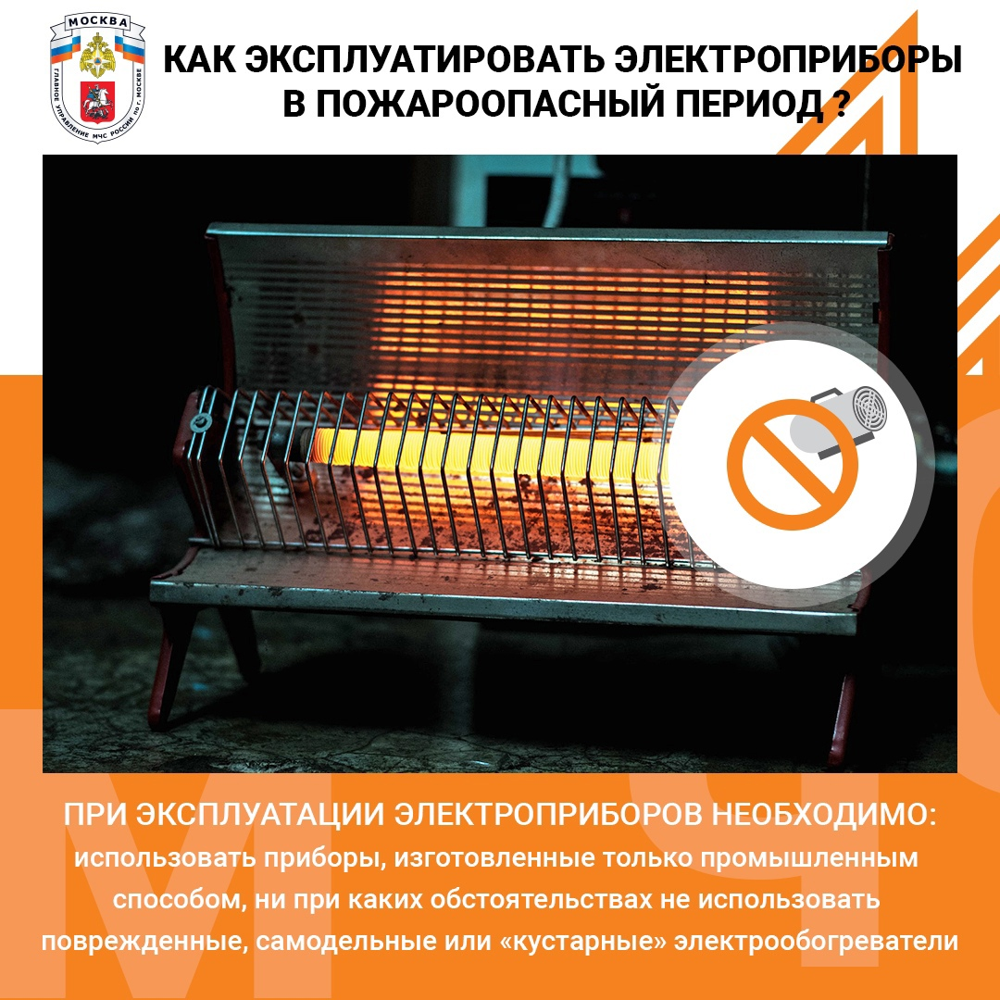 МОСКВА
ГЛАВНОЕ УПРАВЛЕНИЕ МЧС РОССИИ по г. МОСКВЕ
КАК ЭКСПЛУАТИРОВАТЬ ЭЛЕКТРОПРИБОРЫ
В ПОЖАРООПАСНЫЙ ПЕРИОД ?
ПРИ ЭКСПЛУАТАЦИИ ЭЛЕКТРОПРИБОРОВ НЕОБХОДИМО:
использовать приборы, изготовленные только промышленным
способом, ни при каких обстоятельствах не использовать
поврежденные, самодельные или «кустарные» электрообогреватели
МЧС